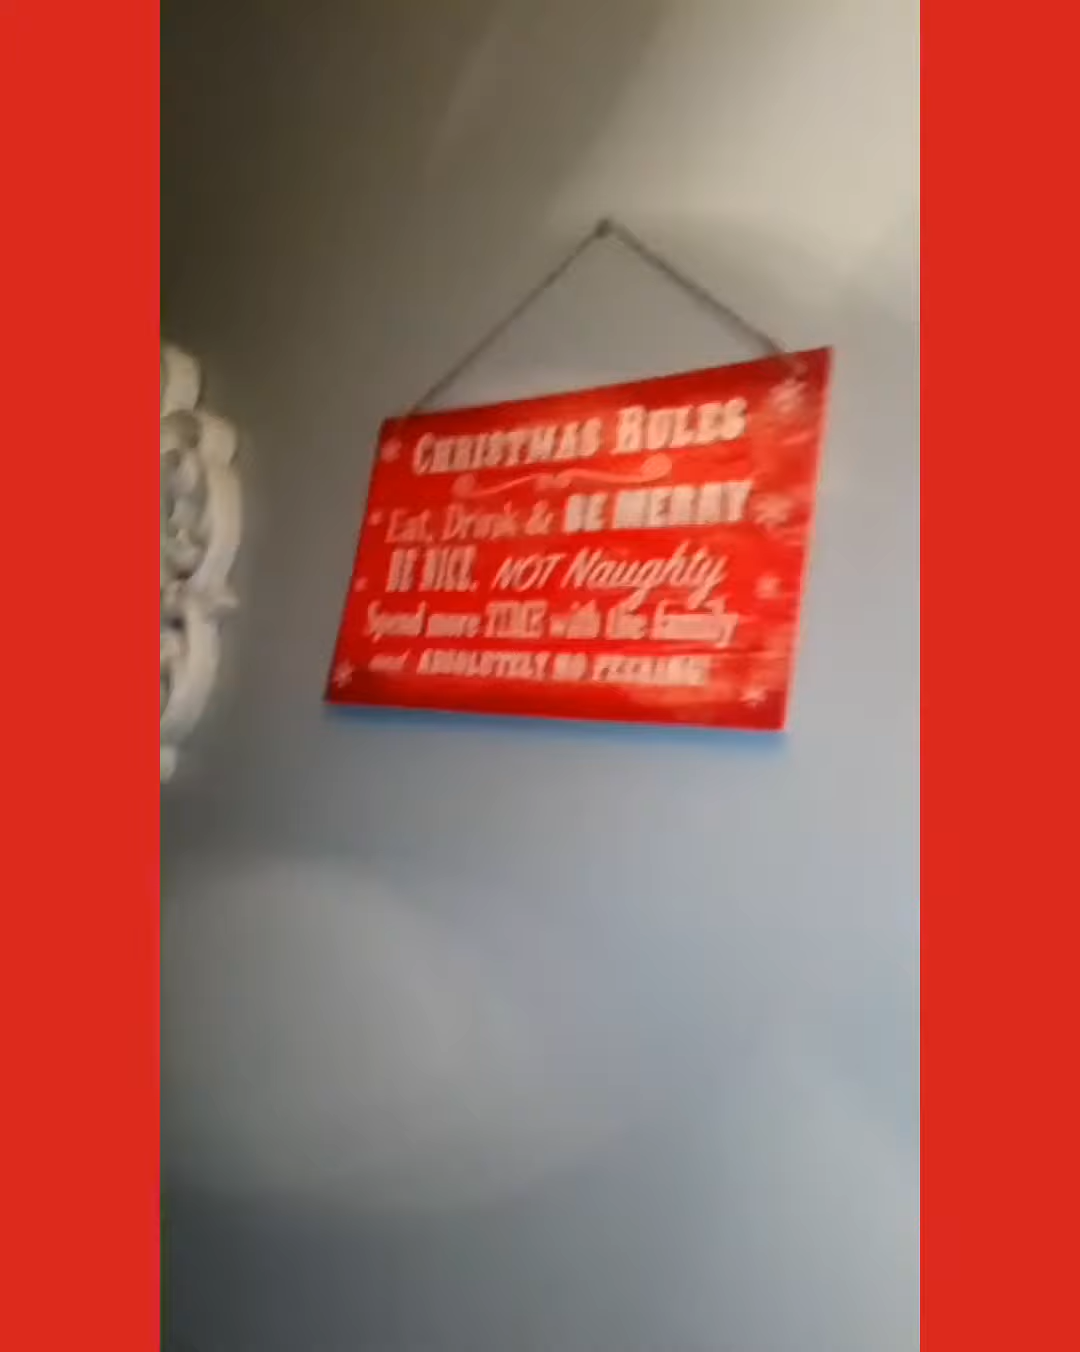 CHRISTMAS RULES
Eat, Drink & BE MERRY
BE NICE, NOT Naughty
Spend more TIME with the family
and ABSOLUTELY NO PEEKING!